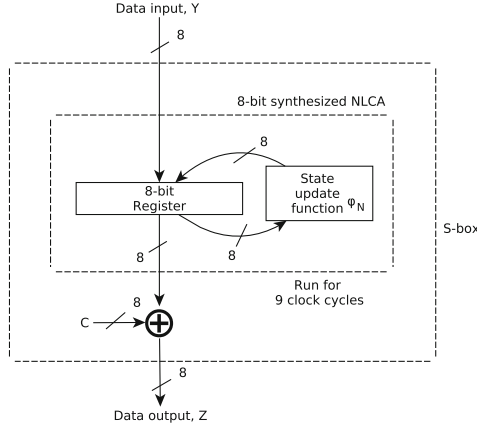 Data input, Y
8
8-bit synthesized NLCA
8
State
update
function φN
8-bit
Register
S-box
8
8
Run for
9 clock cycles
8
C
8
Data output, Z